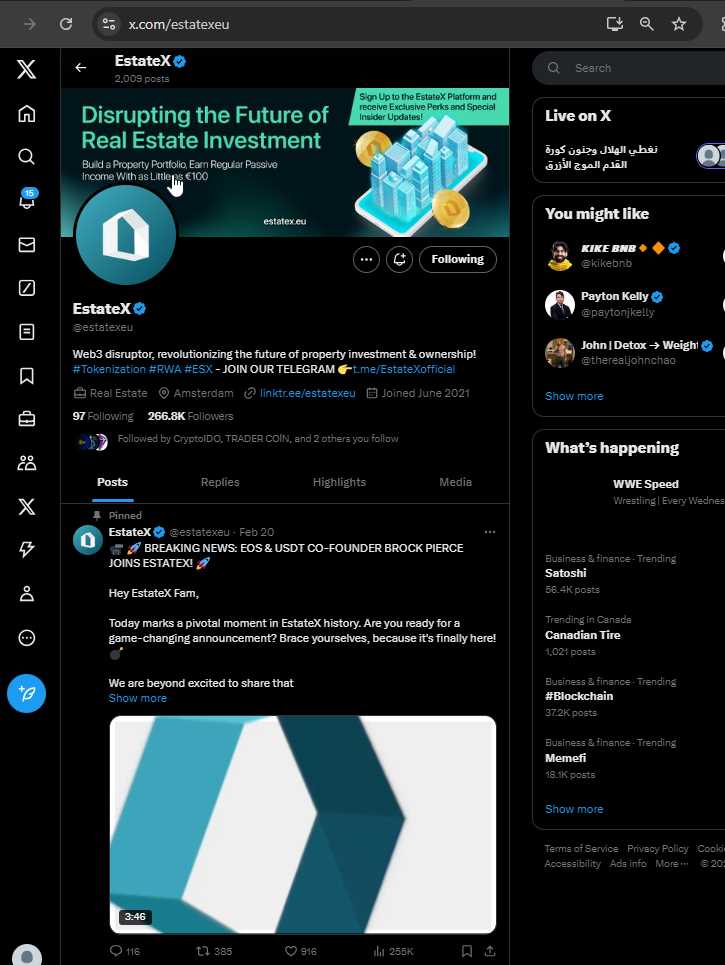 x.com/estatexeu
EstateX
2,009 posts
Disrupting the Future of
Real Estate Investment
Build a Property Portfolio, Earn Regular Passive
Income With as Little as €100
Sign Up to the EstateX Platform and
receive Exclusive Perks and Special
Insider Updates!
estatex.eu
15
Following
EstateX
@estatexeu
Web3 disruptor, revolutionizing the future of property investment & ownership!
#Tokenization #RWA #ESX - JOIN OUR TELEGRAM 👉t.me/EstateXofficial
Real Estate Amsterdam linktr.ee/estatexeu Joined June 2021
97 Following 266.8K Followers
Followed by CryptoIDO, TRADER COIN, and 2 others you follow
Posts Replies Highlights Media
Pinned
EstateX @estatexeu · Feb 20
🚀 BREAKING NEWS: EOS & USDT CO-FOUNDER BROCK PIERCE
JOINS ESTATEX! 🚀
Hey EstateX Fam,
Today marks a pivotal moment in EstateX history. Are you ready for a
game-changing announcement? Brace yourselves, because it's finally here!
💣
We are beyond excited to share that
Show more
3:46
116 385 916 255K
Search
Live on X
تغطي الهلال وجنون كورة
القدم الموج الأزرق
You might like
KIKE BNB🔸🔶
@kikebnb
Payton Kelly
@paytonjkelly
John | Detox → Weight
@therealjohnchao
Show more
What's happening
WWE Speed
Wrestling | Every Wednes
Business & finance · Trending
Satoshi
56.4K posts
Trending in Canada
Canadian Tire
1,021 posts
Business & finance · Trending
#Blockchain
37.2K posts
Business & finance · Trending
Memefi
18.1K posts
Show more
Terms of Service Privacy Policy Cookie
Accessibility Ads info More ··· © 202